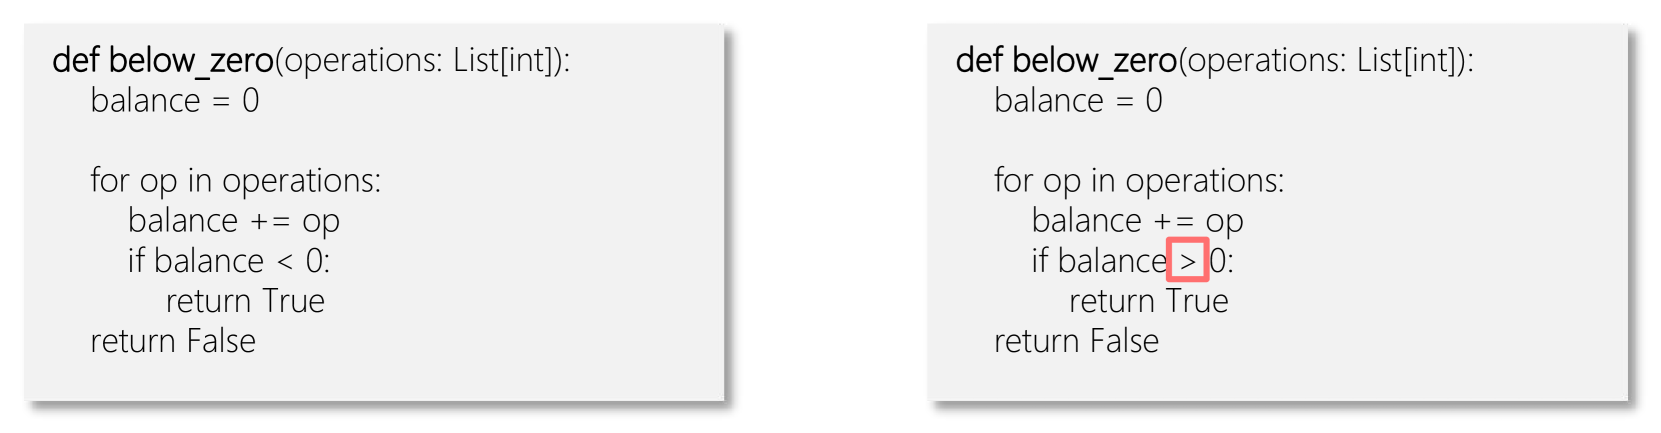 def below_zero(operations: List[int]):
balance = 0
for op in operations:
balance += op
if balance < 0:
return True
return False
def below_zero(operations: List[int]):
balance = 0
for op in operations:
balance += op
if balance > 0:
return True
return False